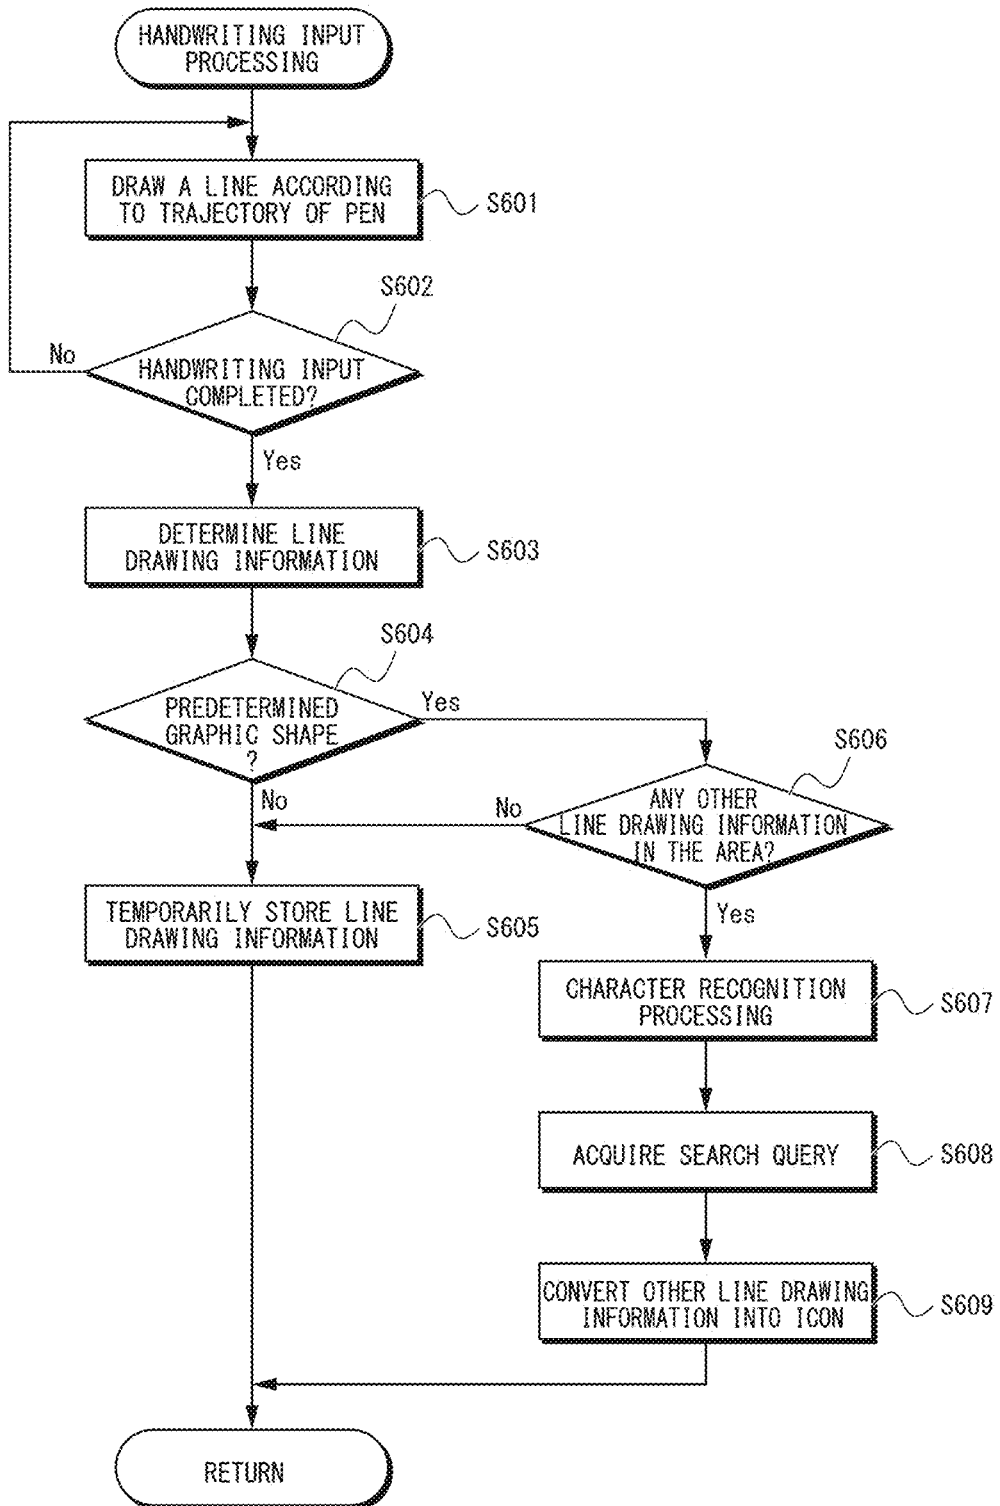 HANDWRITING INPUT
PROCESSING
DRAW A LINE ACCORDING
TO TRAJECTORY OF PEN
S601
S602
No
HANDWRITING INPUT
COMPLETED?
Yes
DETERMINE LINE
DRAWING INFORMATION
S603
S604
PREDETERMINED
GRAPHIC SHAPE
?
Yes
No
S606
No
ANY OTHER
LINE DRAWING INFORMATION
IN THE AREA?
Yes
TEMPORARILY STORE LINE
DRAWING INFORMATION
S605
CHARACTER RECOGNITION
PROCESSING
S607
ACQUIRE SEARCH QUERY
S608
CONVERT OTHER LINE DRAWING
INFORMATION INTO ICON
S609
RETURN